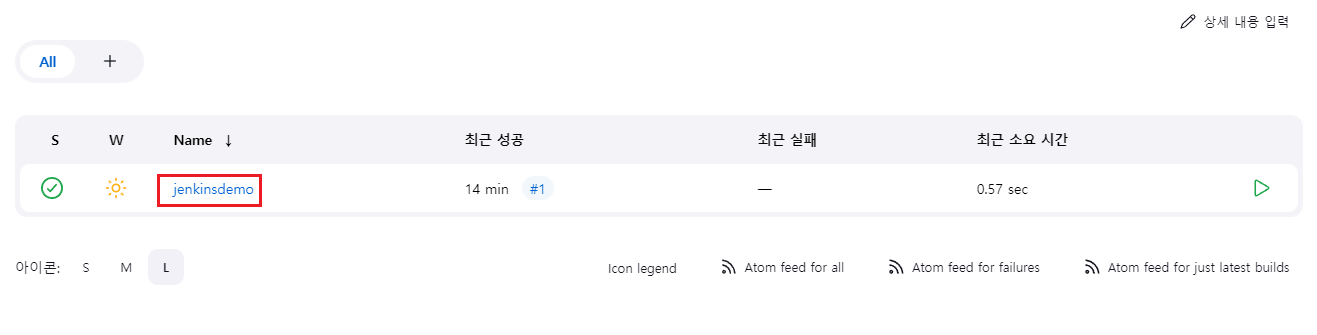 상세 내용 입력
All +
S W Name ↓ 최근 성공 최근 실패 최근 소요 시간
jenkinsdemo 14 min #1 — 0.57 sec
아이콘: S M L Icon legend Atom feed for all Atom feed for failures Atom feed for just latest builds